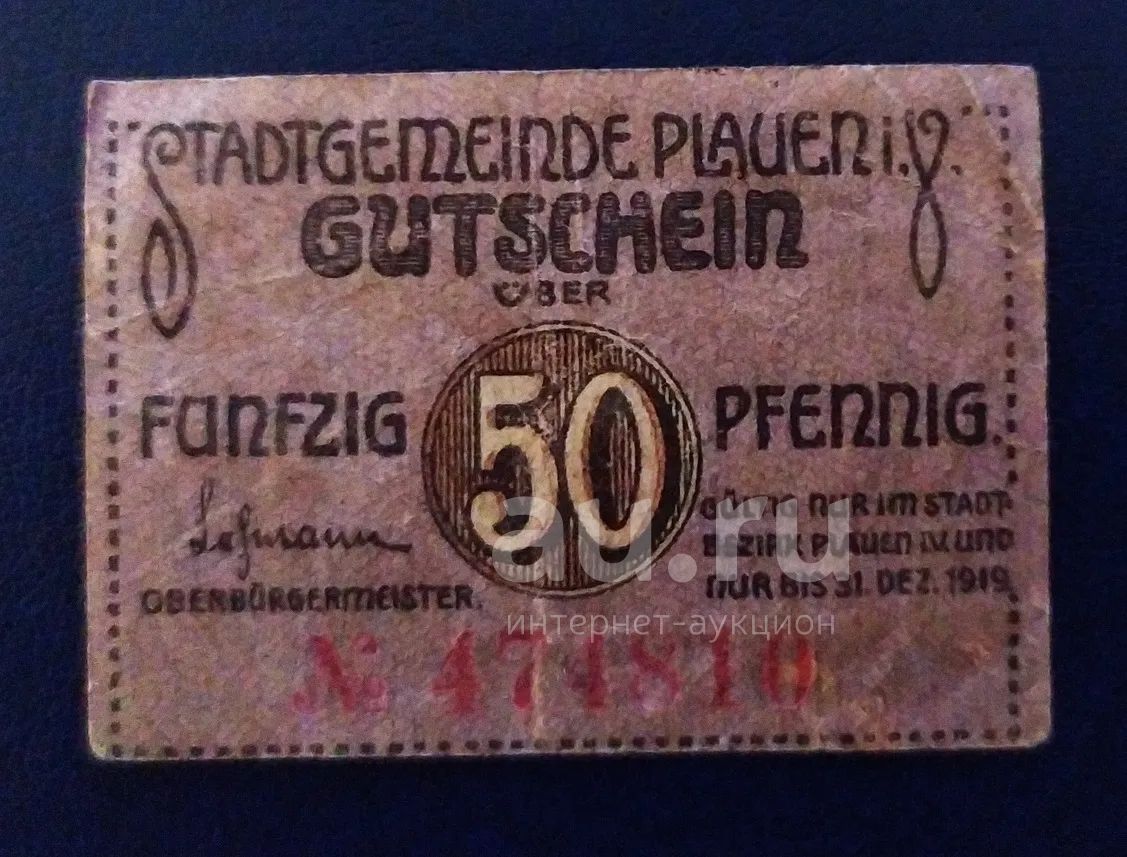 STADTGEMEINDE PLAUEN i.V.
GUTSCHEIN
ÜBER
FÜNFZIG 50 PFENNIG.
GÜLTIG NUR IM STADT-
BEZIRK PLAUEN I.V. UND
NUR BIS 31. DEZ. 1919.
OBERBÜRGERMEISTER.
№ 474810
au.ru
интернет-аукцион